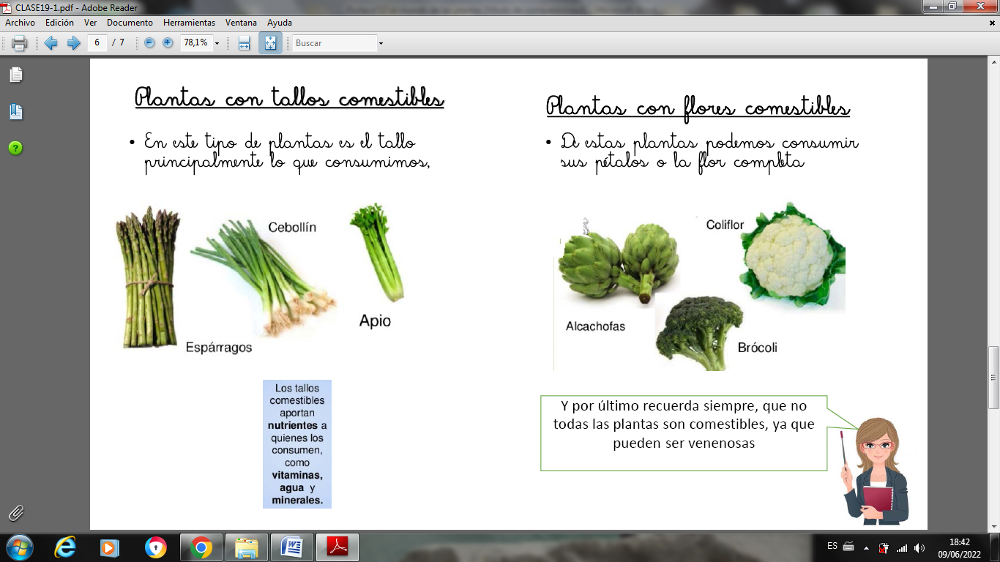 CLASE19-1.pdf - Adobe Reader
Archivo Edición Ver Documento Herramientas Ventana Ayuda
6 / 7 78,1% Buscar
Plantas con tallos comestibles
• En este tipo de plantas es el tallo
principalmente lo que consumimos,
Cebollín
Apio
Espárragos
Los tallos
comestibles
aportan
nutrientes a
quienes los
consumen,
como
vitaminas,
agua y
minerales.
Plantas con flores comestibles
• De estas plantas podemos consumir
sus pétalos o la flor completa
Coliflor
Alcachofas
Brócoli
Y por último recuerda siempre, que no
todas las plantas son comestibles, ya que
pueden ser venenosas
ES
18:42
09/06/2022